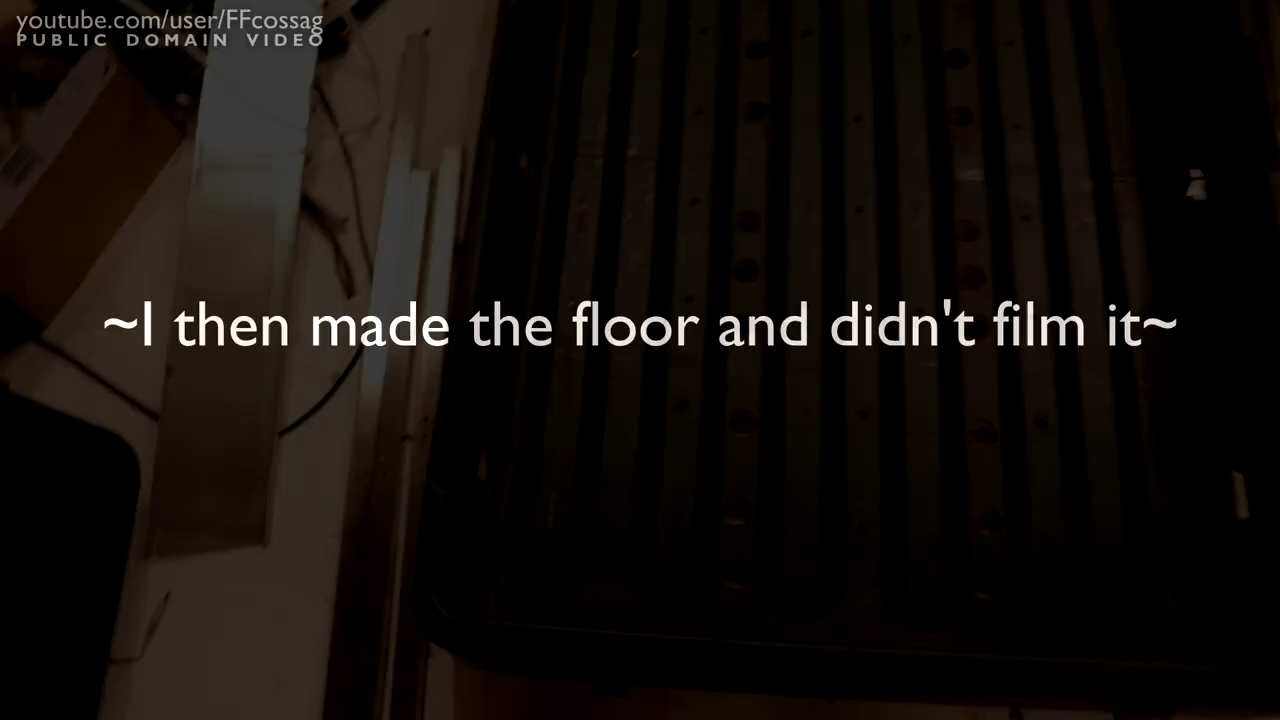 youtube.com/user/FFcossag
PUBLIC DOMAIN VIDEO
~I then made the floor and didn't film it~